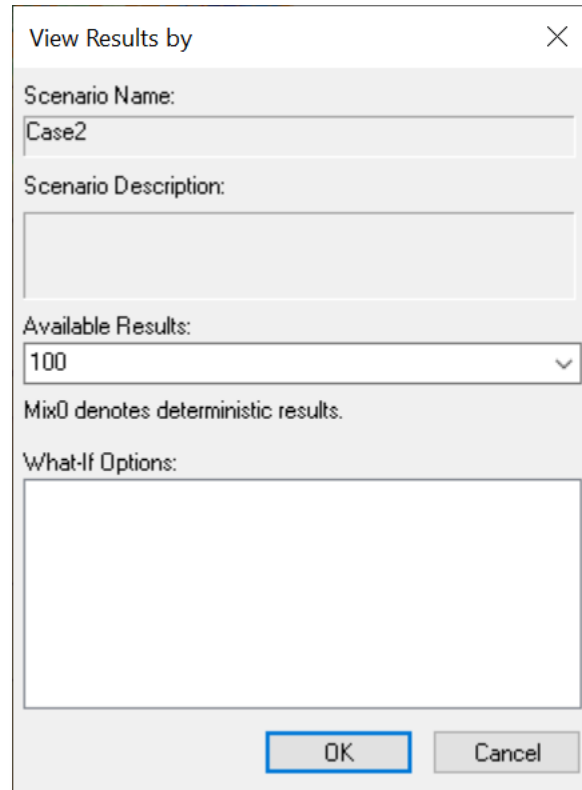 View Results by
Scenario Name:
Case2
Scenario Description:
Available Results:
100
Mix0 denotes deterministic results.
What-If Options:
OK
Cancel